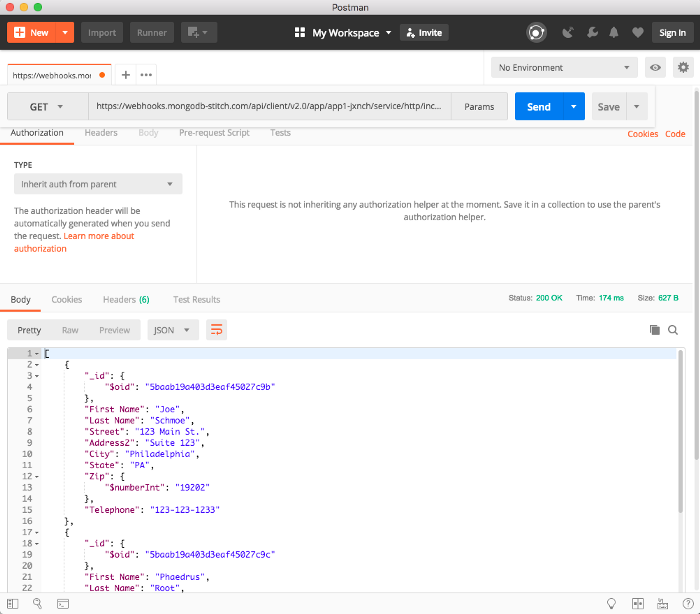 Postman
New
Import
Runner
My Workspace
Invite
Sign In
https://webhooks.moi
No Environment
GET
https://webhooks.mongodb-stitch.com/api/client/v2.0/app/app1-jxnch/service/http/inc...
Params
Send
Save
Authorization
Headers
Body
Pre-request Script
Tests
Cookies
Code
TYPE
Inherit auth from parent
The authorization header will be
automatically generated when you send
the request. Learn more about
authorization
This request is not inheriting any authorization helper at the moment. Save it in a collection to use the parent's
authorization helper.
Body
Cookies
Headers (6)
Test Results
Status: 200 OK
Time: 174 ms
Size: 627 B
Pretty
Raw
Preview
JSON
1 [
2 {
3 "_id": {
4 "$oid": "5baab19a403d3eaf45027c9b"
5 },
6 "First Name": "Joe",
7 "Last Name": "Schmoe",
8 "Street": "123 Main St.",
9 "Address2": "Suite 123",
10 "City": "Philadelphia",
11 "State": "PA",
12 "Zip": {
13 "$numberInt": "19202"
14 },
15 "Telephone": "123-123-1233"
16 },
17 {
18 "_id": {
19 "$oid": "5baab19a403d3eaf45027c9c"
20 },
21 "First Name": "Phaedrus",
22 "Last Name": "Root",